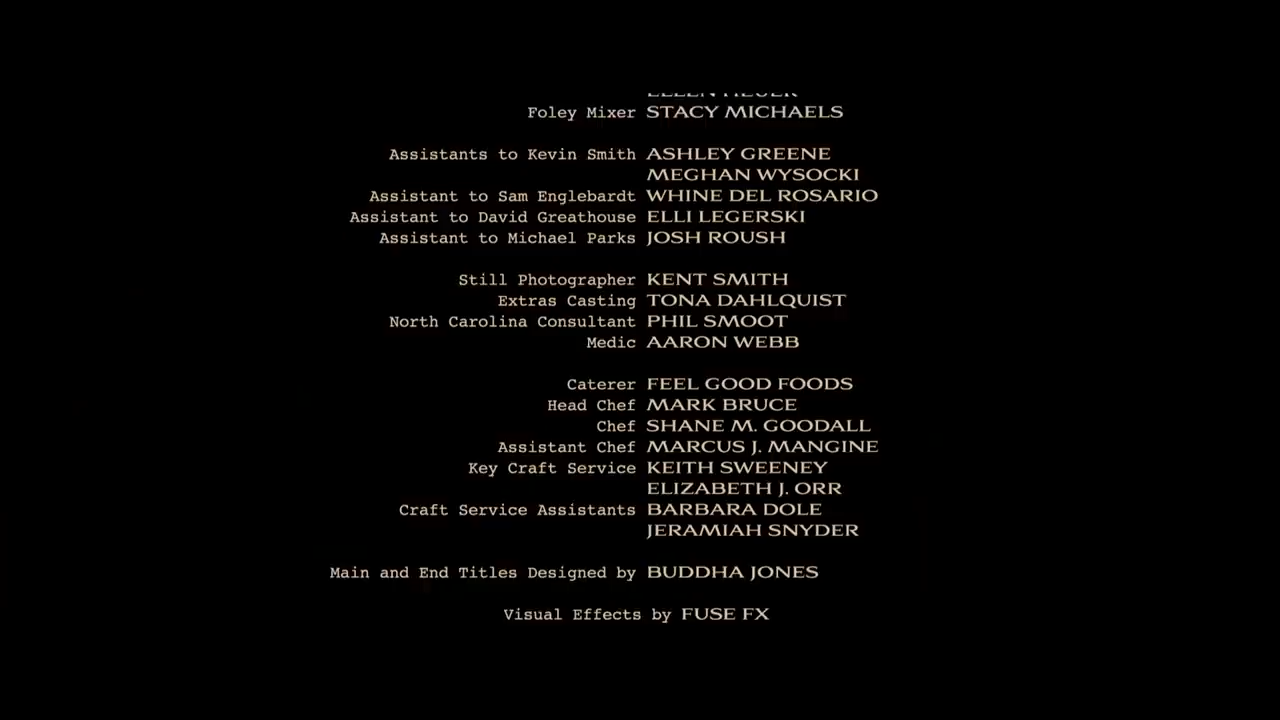 Foley Mixer STACY MICHAELS
Assistants to Kevin Smith ASHLEY GREENE
MEGHAN WYSOCKI
Assistant to Sam Englebardt WHINE DEL ROSARIO
Assistant to David Greathouse ELLI LEGERSKI
Assistant to Michael Parks JOSH ROUSH
Still Photographer KENT SMITH
Extras Casting TONA DAHLQUIST
North Carolina Consultant PHIL SMOOT
Medic AARON WEBB
Caterer FEEL GOOD FOODS
Head Chef MARK BRUCE
Chef SHANE M. GOODALL
Assistant Chef MARCUS J. MANGINE
Key Craft Service KEITH SWEENEY
ELIZABETH J. ORR
Craft Service Assistants BARBARA DOLE
JERAMIAH SNYDER
Main and End Titles Designed by BUDDHA JONES
Visual Effects by FUSE FX